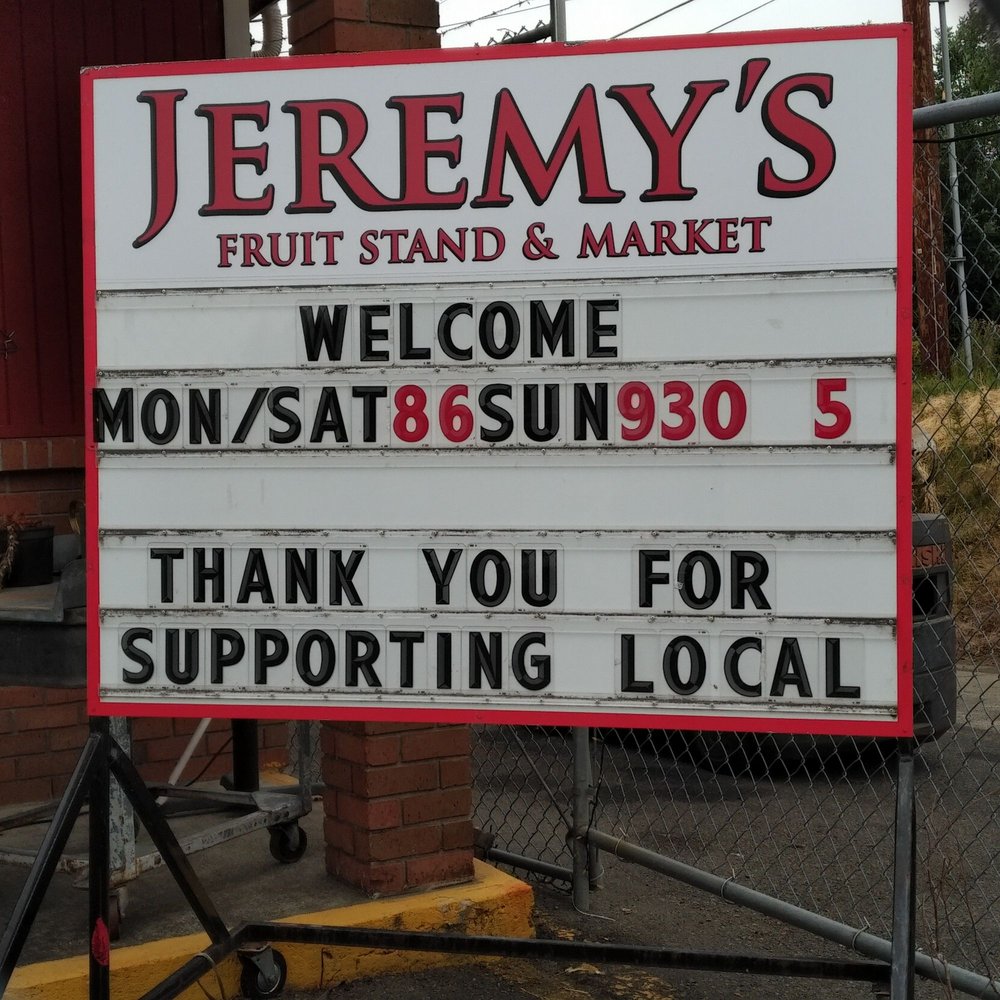 JEREMY'S
FRUIT STAND & MARKET
WELCOME
MON/SAT86SUN930 5
THANK YOU FOR
SUPPORTING LOCAL